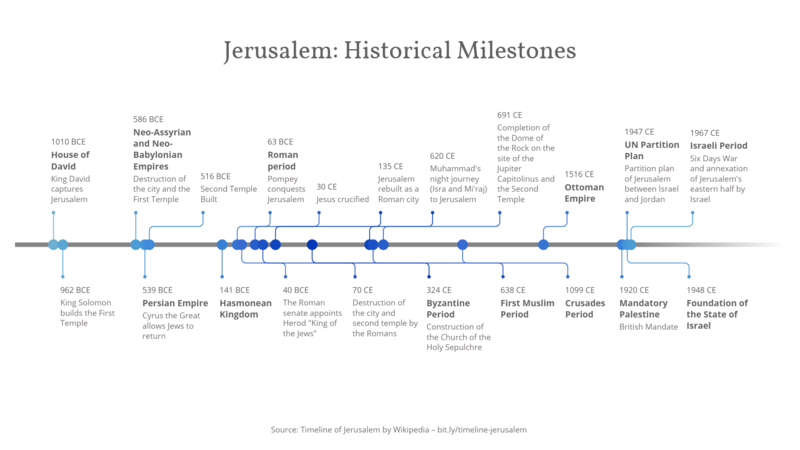 Jerusalem: Historical Milestones
1010 BCE
House of
David
King David
captures
Jerusalem
586 BCE
Neo-Assyrian
and Neo-
Babylonian
Empires
Destruction of
the city and the
First Temple
516 BCE
Second Temple
Built
63 BCE
Roman
period
Pompey
conquests
Jerusalem
30 CE
Jesus crucified
135 CE
Jerusalem
rebuilt as a
Roman city
620 CE
Muhammad's
night journey
(Isra and Mi'raj)
to Jerusalem
691 CE
Completion of
the Dome of
the Rock on the
site of the
Jupiter
Capitolinus and
the Second
Temple
1516 CE
Ottoman
Empire
1947 CE
UN Partition
Plan
Partition plan
of Jerusalem
between Israel
and Jordan
1967 CE
Israeli Period
Six Days War
and annexation
of Jerusalem's
eastern half by
Israel
962 BCE
King Solomon
builds the First
Temple
539 BCE
Persian Empire
Cyrus the Great
allows Jews to
return
141 BCE
Hasmonean
Kingdom
40 BCE
The Roman
senate appoints
Herod "King of
the Jews"
70 CE
Destruction of
the city and
second temple by
the Romans
324 CE
Byzantine
Period
Construction of
the Church of the
Holy Sepulchre
638 CE
First Muslim
Period
1099 CE
Crusades
Period
1920 CE
Mandatory
Palestine
British Mandate
1948 CE
Foundation of
the State of
Israel
Source: Timeline of Jerusalem by Wikipedia – bit.ly/timeline-jerusalem